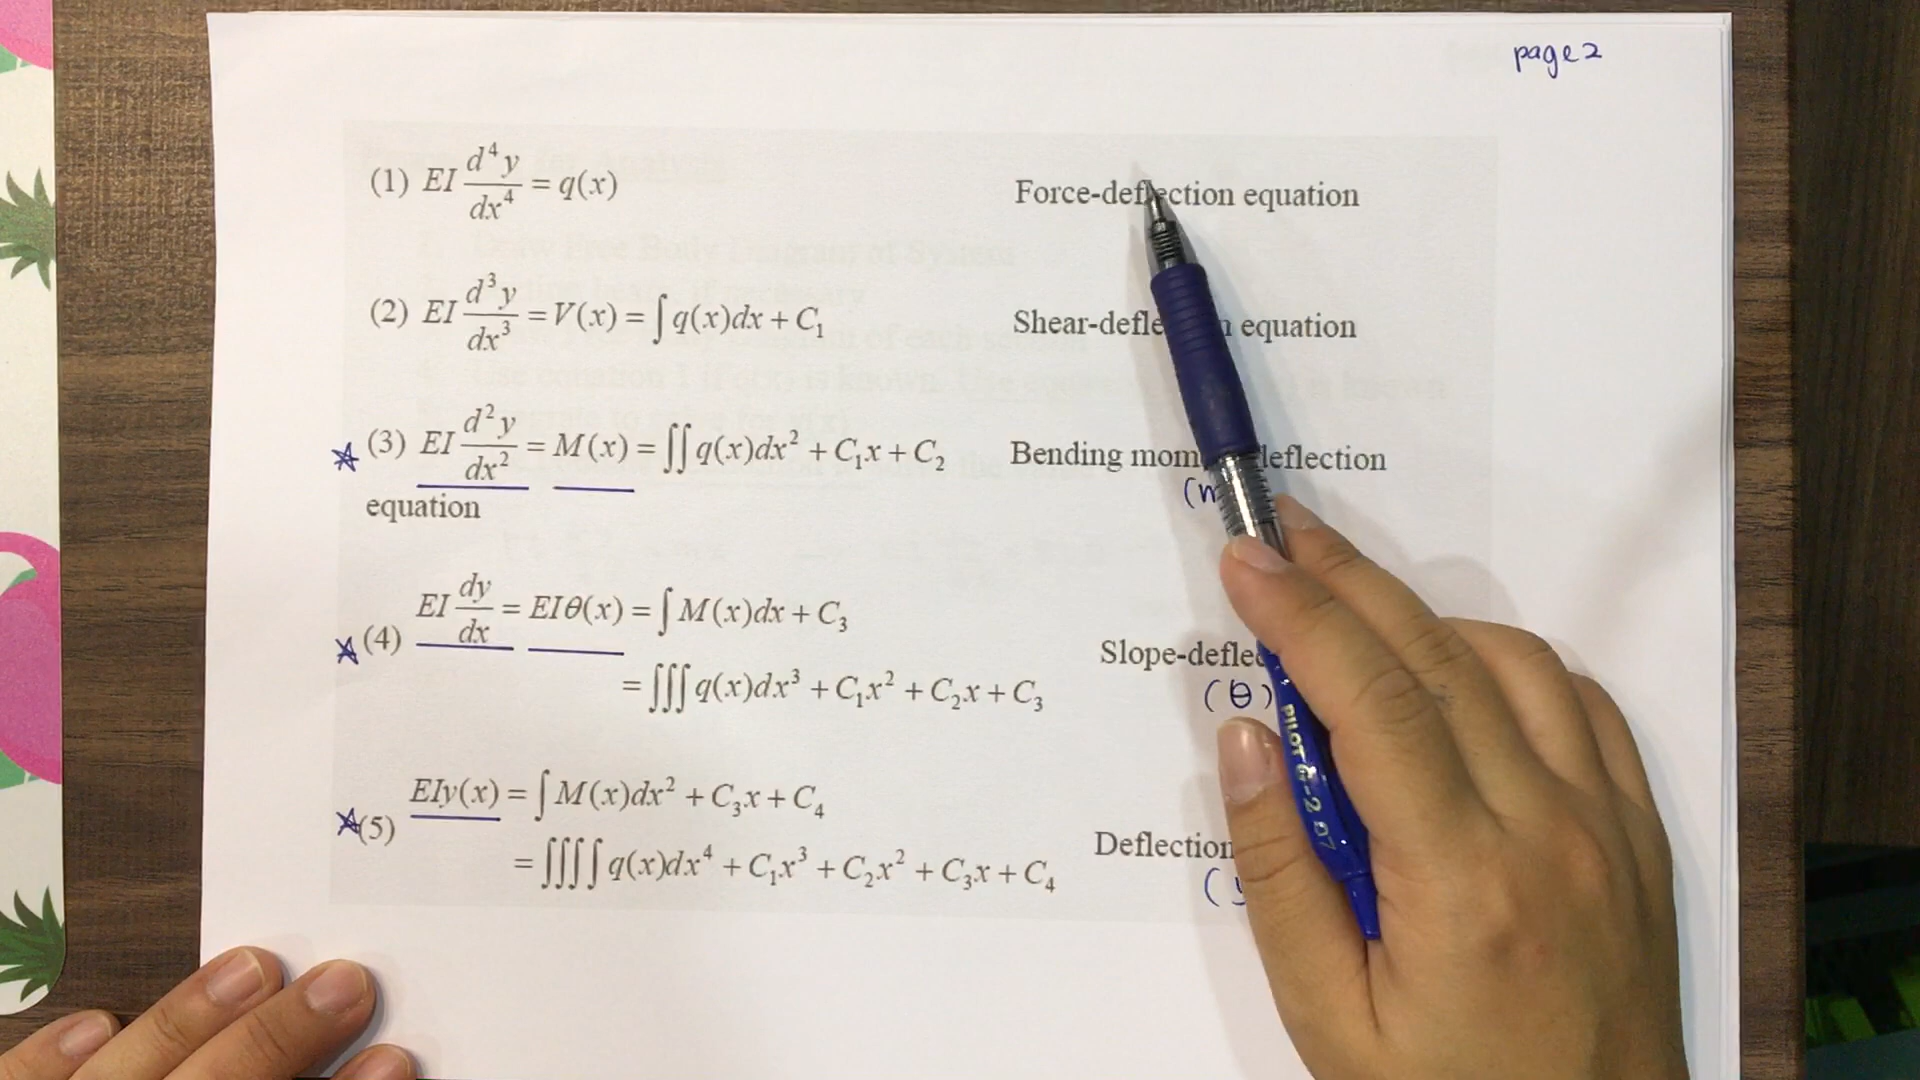 page 2
(1) EI d⁴y/dx⁴ = q(x) Force-deflection equation
(2) EI d³y/dx³ = V(x) = ∫ q(x)dx + C₁ Shear-defle n equation
☆ (3) EI d²y/dx² = M(x) = ∬ q(x)dx² + C₁x + C₂ Bending mom deflection
(
equation
☆ (4) EI dy/dx = EIθ(x) = ∫ M(x)dx + C₃
= ∭ q(x)dx³ + C₁x² + C₂x + C₃ Slope-defle
(θ)
☆ (5) EIy(x) = ∫ M(x)dx² + C₃x + C₄
= ∬∬ q(x)dx⁴ + C₁x³ + C₂x² + C₃x + C₄ Deflection
(y
PILOT G-2 07